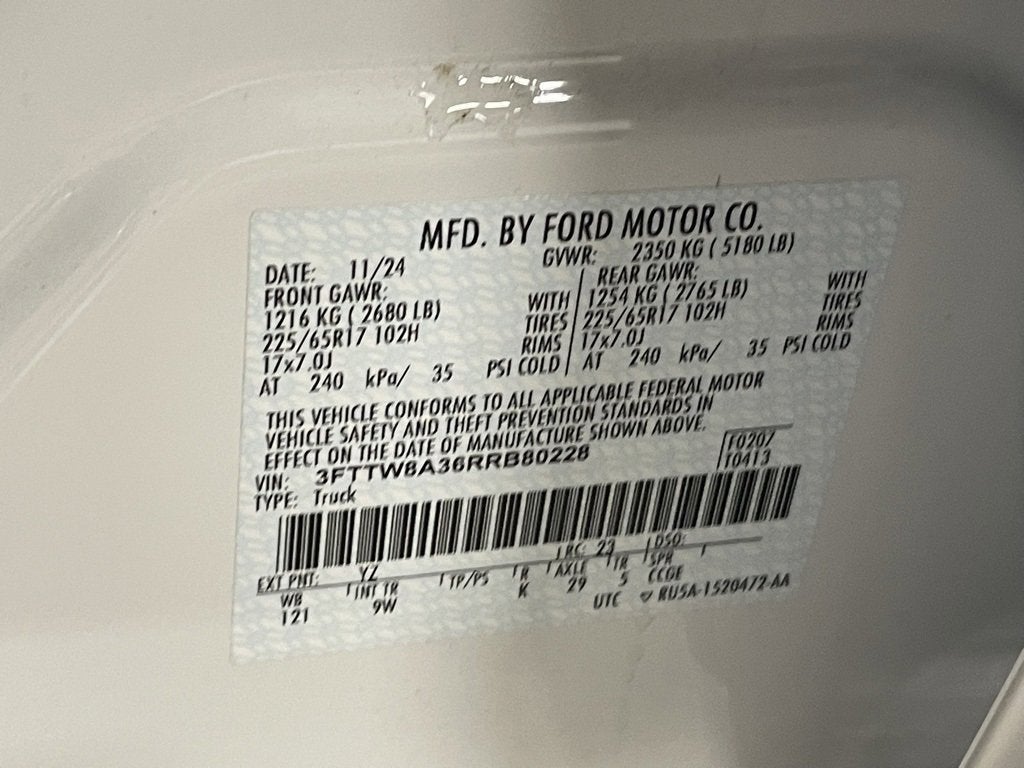 MFD. BY FORD MOTOR CO.
DATE: 11/24 GVWR: 2350 KG ( 5180 LB)
FRONT GAWR: REAR GAWR:
1216 KG ( 2680 LB) WITH 1254 KG ( 2765 LB) WITH
225/65R17 102H TIRES 225/65R17 102H TIRES
17x7.0J RIMS 17x7.0J RIMS
AT 240 kPa/ 35 PSI COLD AT 240 kPa/ 35 PSI COLD
THIS VEHICLE CONFORMS TO ALL APPLICABLE FEDERAL MOTOR
VEHICLE SAFETY AND THEFT PREVENTION STANDARDS IN
EFFECT ON THE DATE OF MANUFACTURE SHOWN ABOVE.
VIN: 3FTTW8A36RRB80228 F0207
TYPE: Truck T0413
RC: 23 DSO:
EXT PNT: YZ
WB INT TR TP/PS R AXLE TR SPR
121 9W K 29 5 CCGE
UTC RU5A-1520472-AA